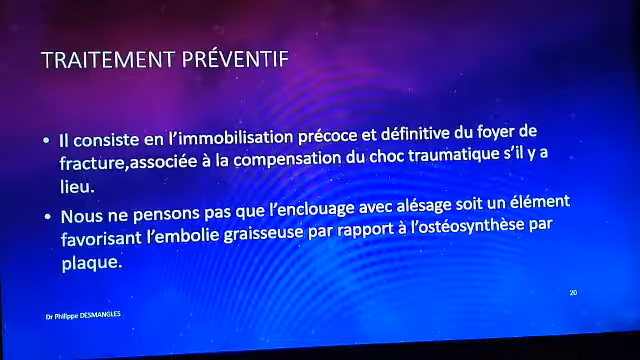 TRAITEMENT PRÉVENTIF
• Il consiste en l'immobilisation précoce et définitive du foyer de
fracture,associée à la compensation du choc traumatique s'il y a
lieu.
• Nous ne pensons pas que l'enclouage avec alésage soit un élément
favorisant l'embolie graisseuse par rapport à l'ostéosynthèse par
plaque.
20
Dr Philippe DESMANGLES